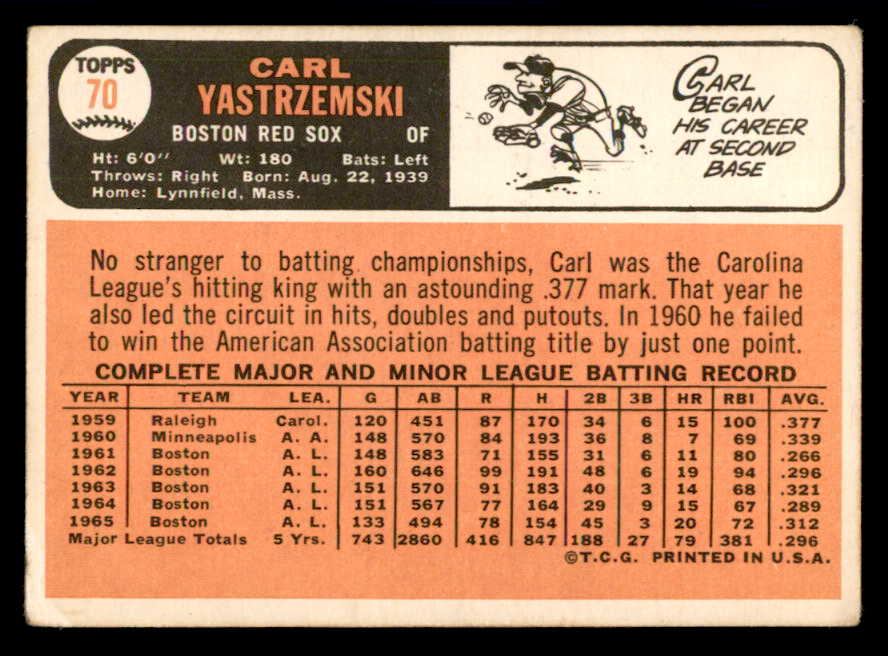 TOPPS
70
CARL
YASTRZEMSKI
BOSTON RED SOX OF
Ht: 6'0" Wt: 180 Bats: Left
Throws: Right Born: Aug. 22, 1939
Home: Lynnfield, Mass.
CARL
BEGAN
HIS CAREER
AT SECOND
BASE
No stranger to batting championships, Carl was the Carolina
League's hitting king with an astounding .377 mark. That year he
also led the circuit in hits, doubles and putouts. In 1960 he failed
to win the American Association batting title by just one point.
COMPLETE MAJOR AND MINOR LEAGUE BATTING RECORD
YEAR TEAM LEA. G AB R H 2B 3B HR RBI AVG.
1959 Raleigh Carol. 120 451 87 170 34 6 15 100 .377
1960 Minneapolis A. A. 148 570 84 193 36 8 7 69 .339
1961 Boston A. L. 148 583 71 155 31 6 11 80 .266
1962 Boston A. L. 160 646 99 191 48 6 19 94 .296
1963 Boston A. L. 151 570 91 183 40 3 14 68 .321
1964 Boston A. L. 151 567 77 164 29 9 15 67 .289
1965 Boston A. L. 133 494 78 154 45 3 20 72 .312
Major League Totals 5 Yrs. 743 2860 416 847 188 27 79 381 .296
©T.C.G. PRINTED IN U.S.A.